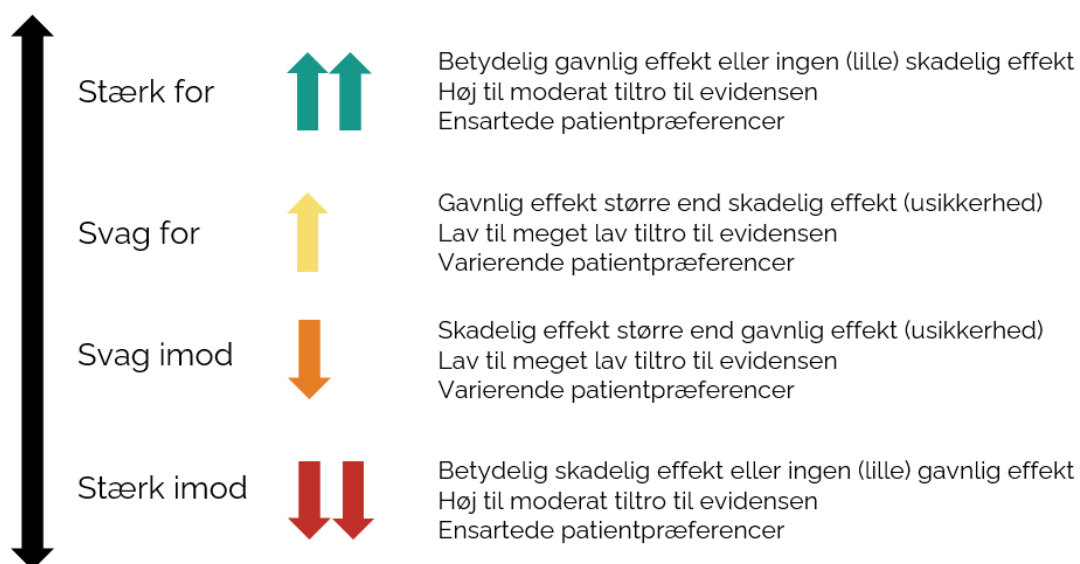 Stærk for
Betydelig gavnlig effekt eller ingen (lille) skadelig effekt
Høj til moderat tiltro til evidensen
Ensartede patientpræferencer
Svag for
Gavnlig effekt større end skadelig effekt (usikkerhed)
Lav til meget lav tiltro til evidensen
Varierende patientpræferencer
Svag imod
Skadelig effekt større end gavnlig effekt (usikkerhed)
Lav til meget lav tiltro til evidensen
Varierende patientpræferencer
Stærk imod
Betydelig skadelig effekt eller ingen (lille) gavnlig effekt
Høj til moderat tiltro til evidensen
Ensartede patientpræferencer